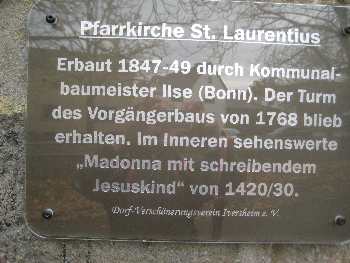 Pfarrkirche St. Laurentius
Erbaut 1847-49 durch Kommunal-
baumeister Ilse (Bonn). Der Turm
des Vorgängerbaus von 1768 blieb
erhalten. Im Inneren sehenswerte
„Madonna mit schreibendem
Jesuskind" von 1420/30.
Dorf-Verschönerungsverein Iversheim e. V.